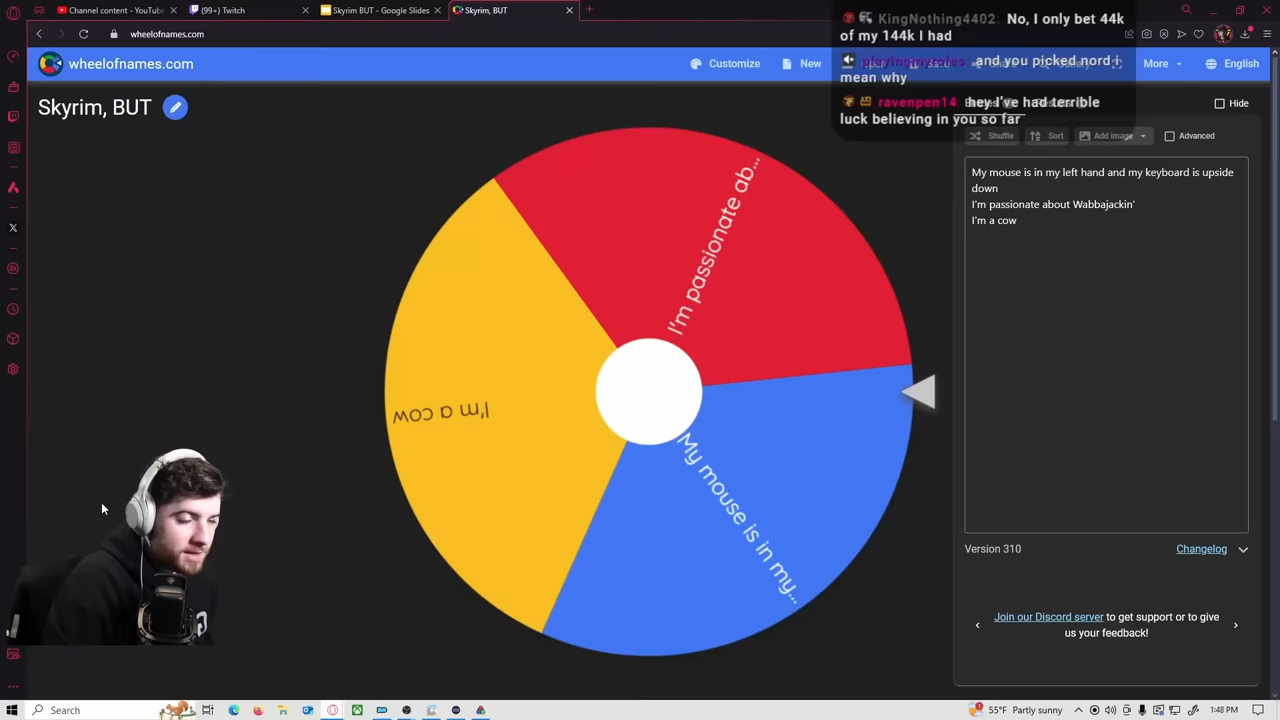 Channel content - YouTube
(99+) Twitch
Skyrim BUT - Google Slides
Skyrim, BUT
wheelofnames.com
wheelofnames.com
Customize
New
More
English
KingNothing4402: No, I only bet 44k
of my 144k I had
and you picked nord i
mean why
ravenpen14 hey I've had terrible
luck believing in you so far
Skyrim, BUT
Hide
Shuffle
Sort
Add image
Advanced
My mouse is in my left hand and my keyboard is upside
down
I'm passionate about Wabbajackin'
I'm a cow
I'm passionate ab...
I'm a cow
My mouse is in my...
Version 310
Changelog
Join our Discord server to get support or to give
us your feedback!
Search
55°F Partly sunny
1:48 PM